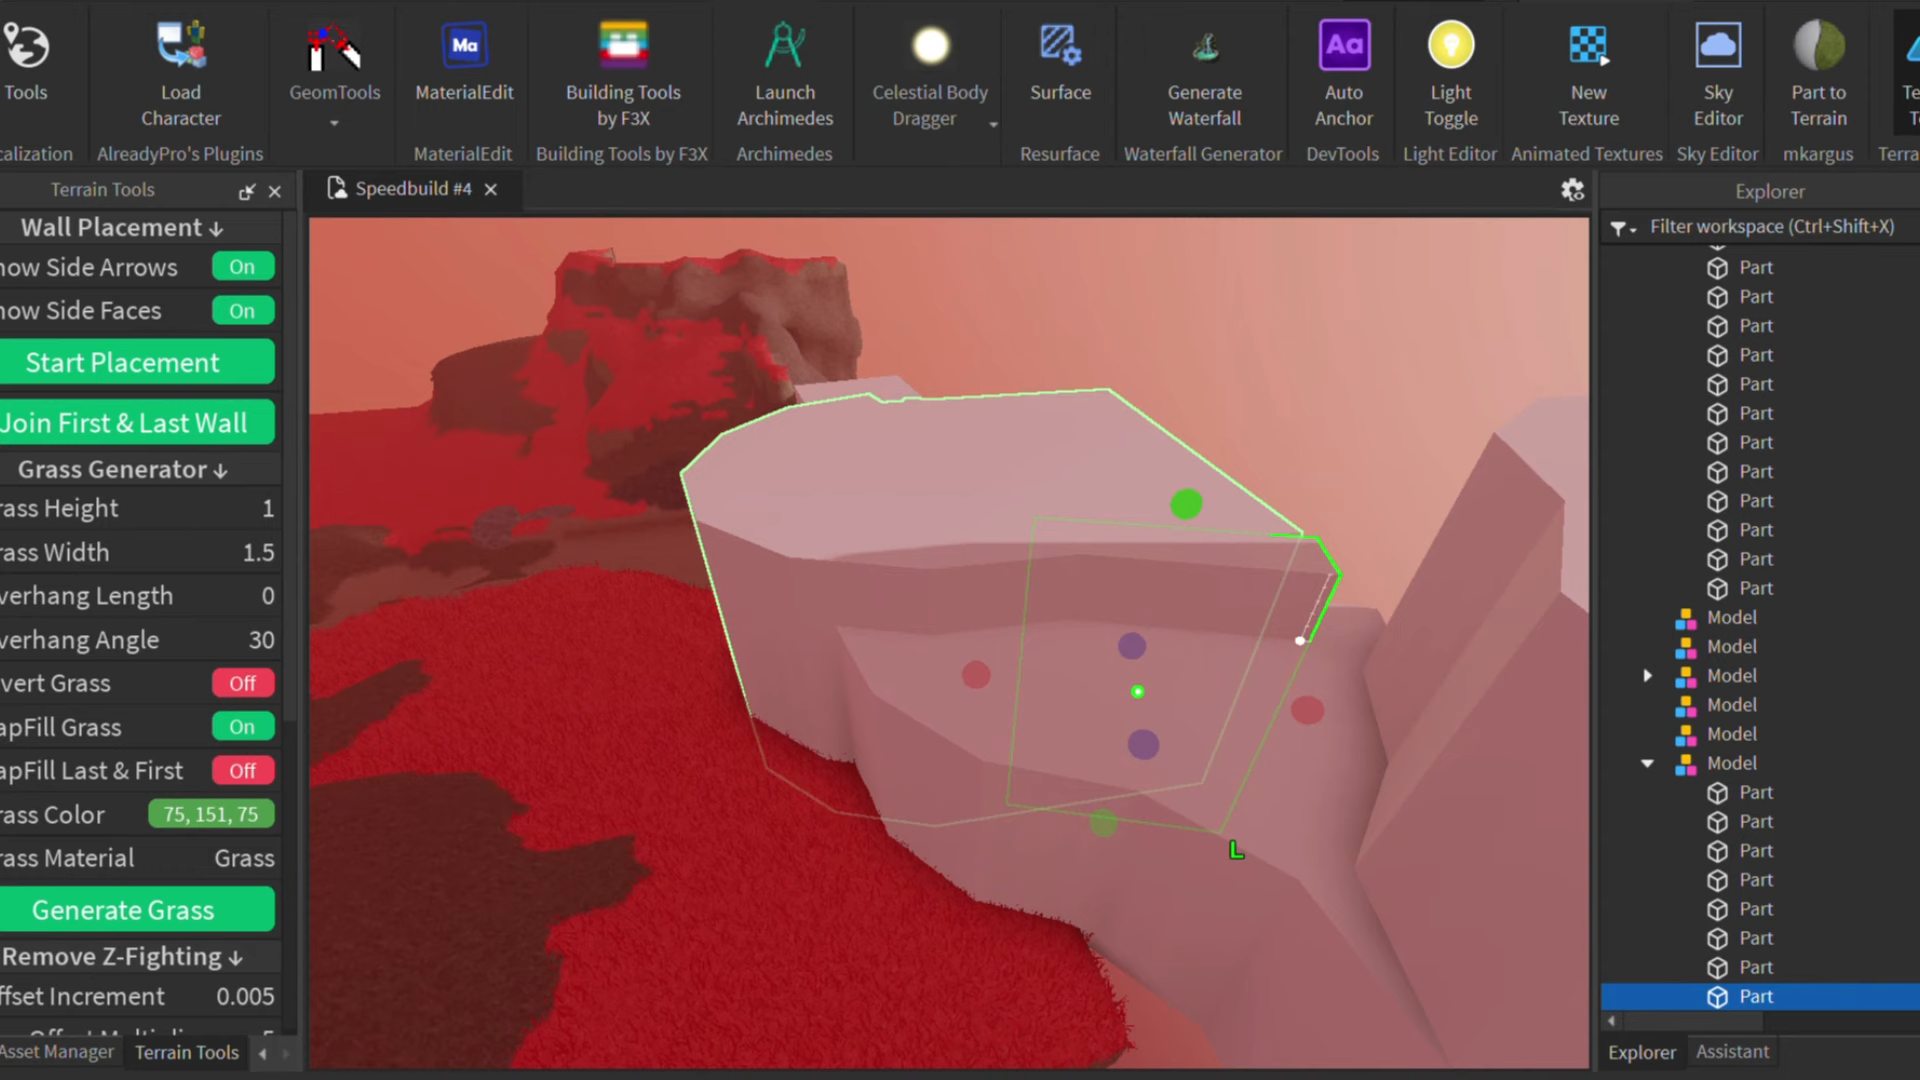 Tools
Load
Character
GeomTools
Ma
MaterialEdit
Building Tools
by F3X
Launch
Archimedes
Celestial Body
Dragger
Surface
Generate
Waterfall
Aa
Auto
Anchor
Light
Toggle
New
Texture
Sky
Editor
Part to
Terrain
Te
calization
AlreadyPro's Plugins
MaterialEdit
Building Tools by F3X
Archimedes
Resurface
Waterfall Generator
DevTools
Light Editor
Animated Textures
Sky Editor
mkargus
Terra
Terrain Tools
Speedbuild #4
Explorer
Wall Placement ↓
how Side Arrows On
how Side Faces On
Start Placement
Join First & Last Wall
Grass Generator ↓
rass Height 1
rass Width 1.5
verhang Length 0
verhang Angle 30
vert Grass Off
apFill Grass On
apFill Last & First Off
rass Color 75, 151, 75
rass Material Grass
Generate Grass
Remove Z-Fighting ↓
ffset Increment 0.005
Asset Manager
Terrain Tools
L
Filter workspace (Ctrl+Shift+X)
Part
Part
Part
Part
Part
Part
Part
Part
Part
Part
Part
Part
Model
Model
Model
Model
Model
Model
Part
Part
Part
Part
Part
Part
Part
Part
Explorer
Assistant